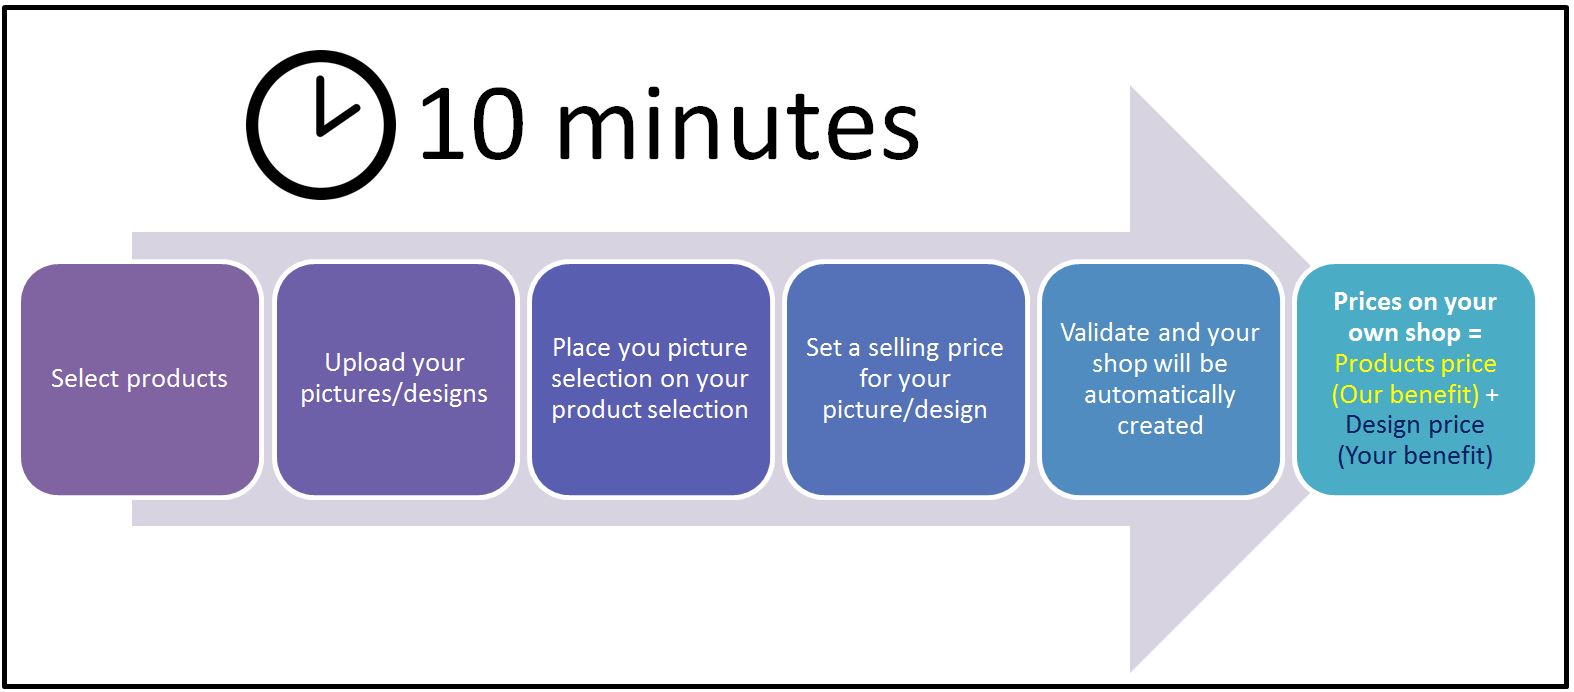 10 minutes
Select products
Upload your
pictures/designs
Place you picture
selection on your
product selection
Set a selling price
for your
picture/design
Validate and your
shop will be
automatically
created
Prices on your
own shop =
Products price
(Our benefit) +
Design price
(Your benefit)